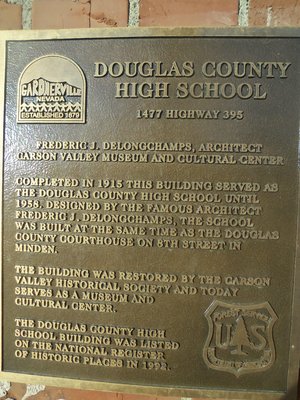 GARDNERVILLE
NEVADA
ESTABLISHED 1879
DOUGLAS COUNTY
HIGH SCHOOL
1477 HIGHWAY 395
FREDERIC J. DELONGCHAMPS, ARCHITECT
CARSON VALLEY MUSEUM AND CULTURAL CENTER
COMPLETED IN 1915 THIS BUILDING SERVED AS
THE DOUGLAS COUNTY HIGH SCHOOL UNTIL
1958. DESIGNED BY THE FAMOUS ARCHITECT
FREDERIC J. DELONGCHAMPS, THE SCHOOL
WAS BUILT AT THE SAME TIME AS THE DOUGLAS
COUNTY COURTHOUSE ON 8TH STREET IN
MINDEN.
THE BUILDING WAS RESTORED BY THE CARSON
VALLEY HISTORICAL SOCIETY AND TODAY
SERVES AS A MUSEUM AND
CULTURAL CENTER.
THE DOUGLAS COUNTY HIGH
SCHOOL BUILDING WAS LISTED
ON THE NATIONAL REGISTER
OF HISTORIC PLACES IN 1992.
FOREST SERVICE
US